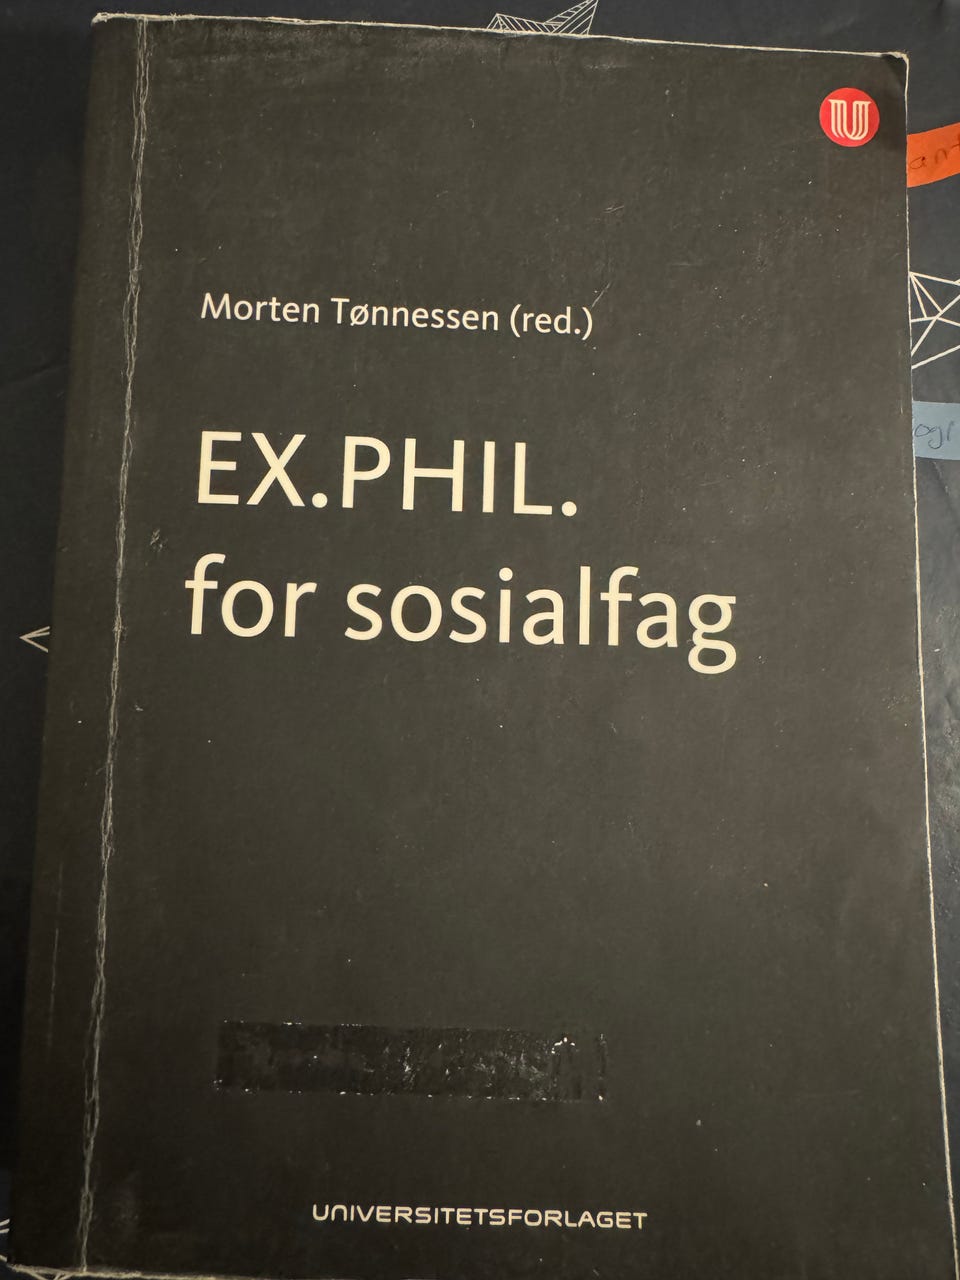 Morten Tønnessen (red.)
EX.PHIL.
for sosialfag
UNIVERSITETSFORLAGET